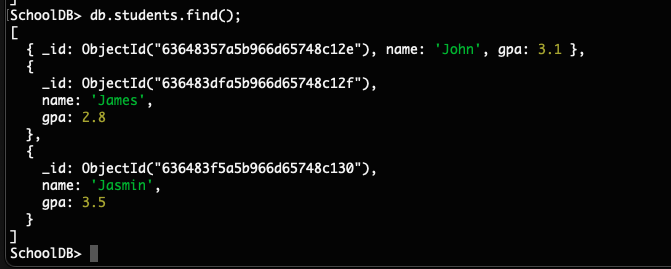 ]
SchoolDB> db.students.find();
[
  { _id: ObjectId("63648357a5b966d65748c12e"), name: 'John', gpa: 3.1 },
  {
    _id: ObjectId("636483dfa5b966d65748c12f"),
    name: 'James',
    gpa: 2.8
  },
  {
    _id: ObjectId("636483f5a5b966d65748c130"),
    name: 'Jasmin',
    gpa: 3.5
  }
]
SchoolDB>